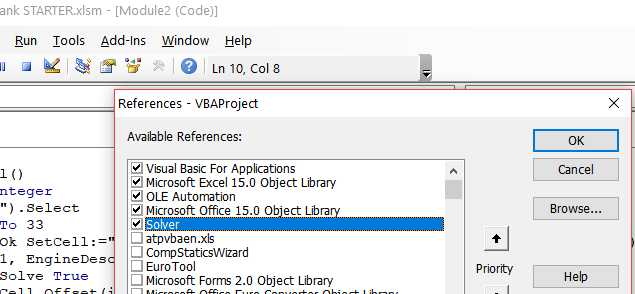 ank STARTER.xlsm - [Module2 (Code)]
Run Tools Add-Ins Window Help
Ln 10, Col 8
References - VBAProject
Available References:
OK
Cancel
Browse...
Priority
Help
Visual Basic For Applications
Microsoft Excel 15.0 Object Library
OLE Automation
Microsoft Office 15.0 Object Library
Solver
atpvbaen.xls
CompStaticsWizard
EuroTool
Microsoft Forms 2.0 Object Library
Microsoft Office Euro Converter Object Library
l()
nteger
").Select
To 33
Ok SetCell:="
1, EngineDesc
Solve True
Cell.Offset(i